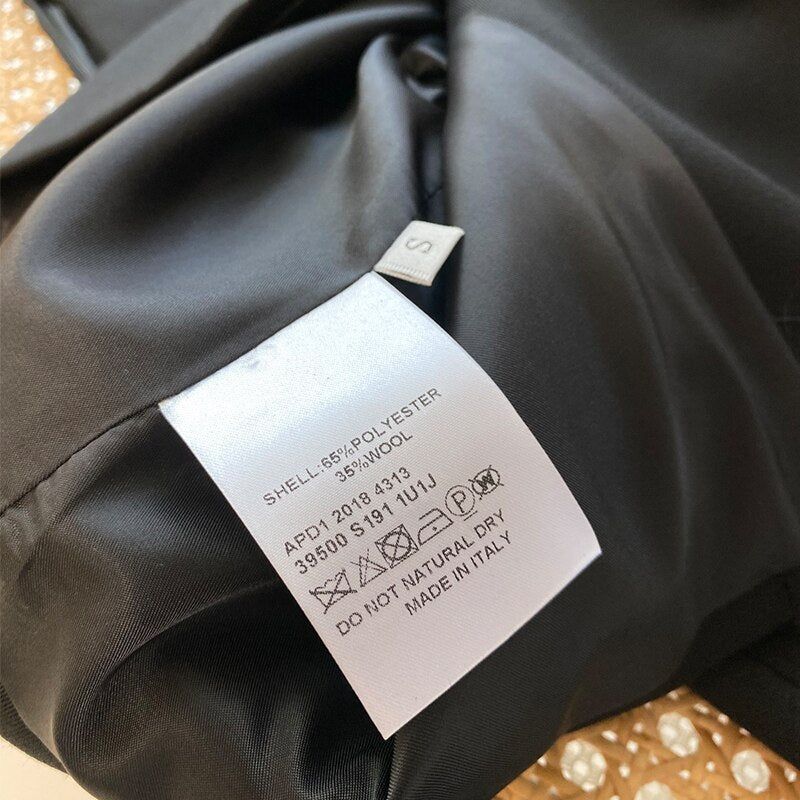 S
SHELL:65%POLYESTER
35%WOOL
APD1 2018 4313
39500 S191 1U1J
P W
DO NOT NATURAL DRY
MADE IN ITALY